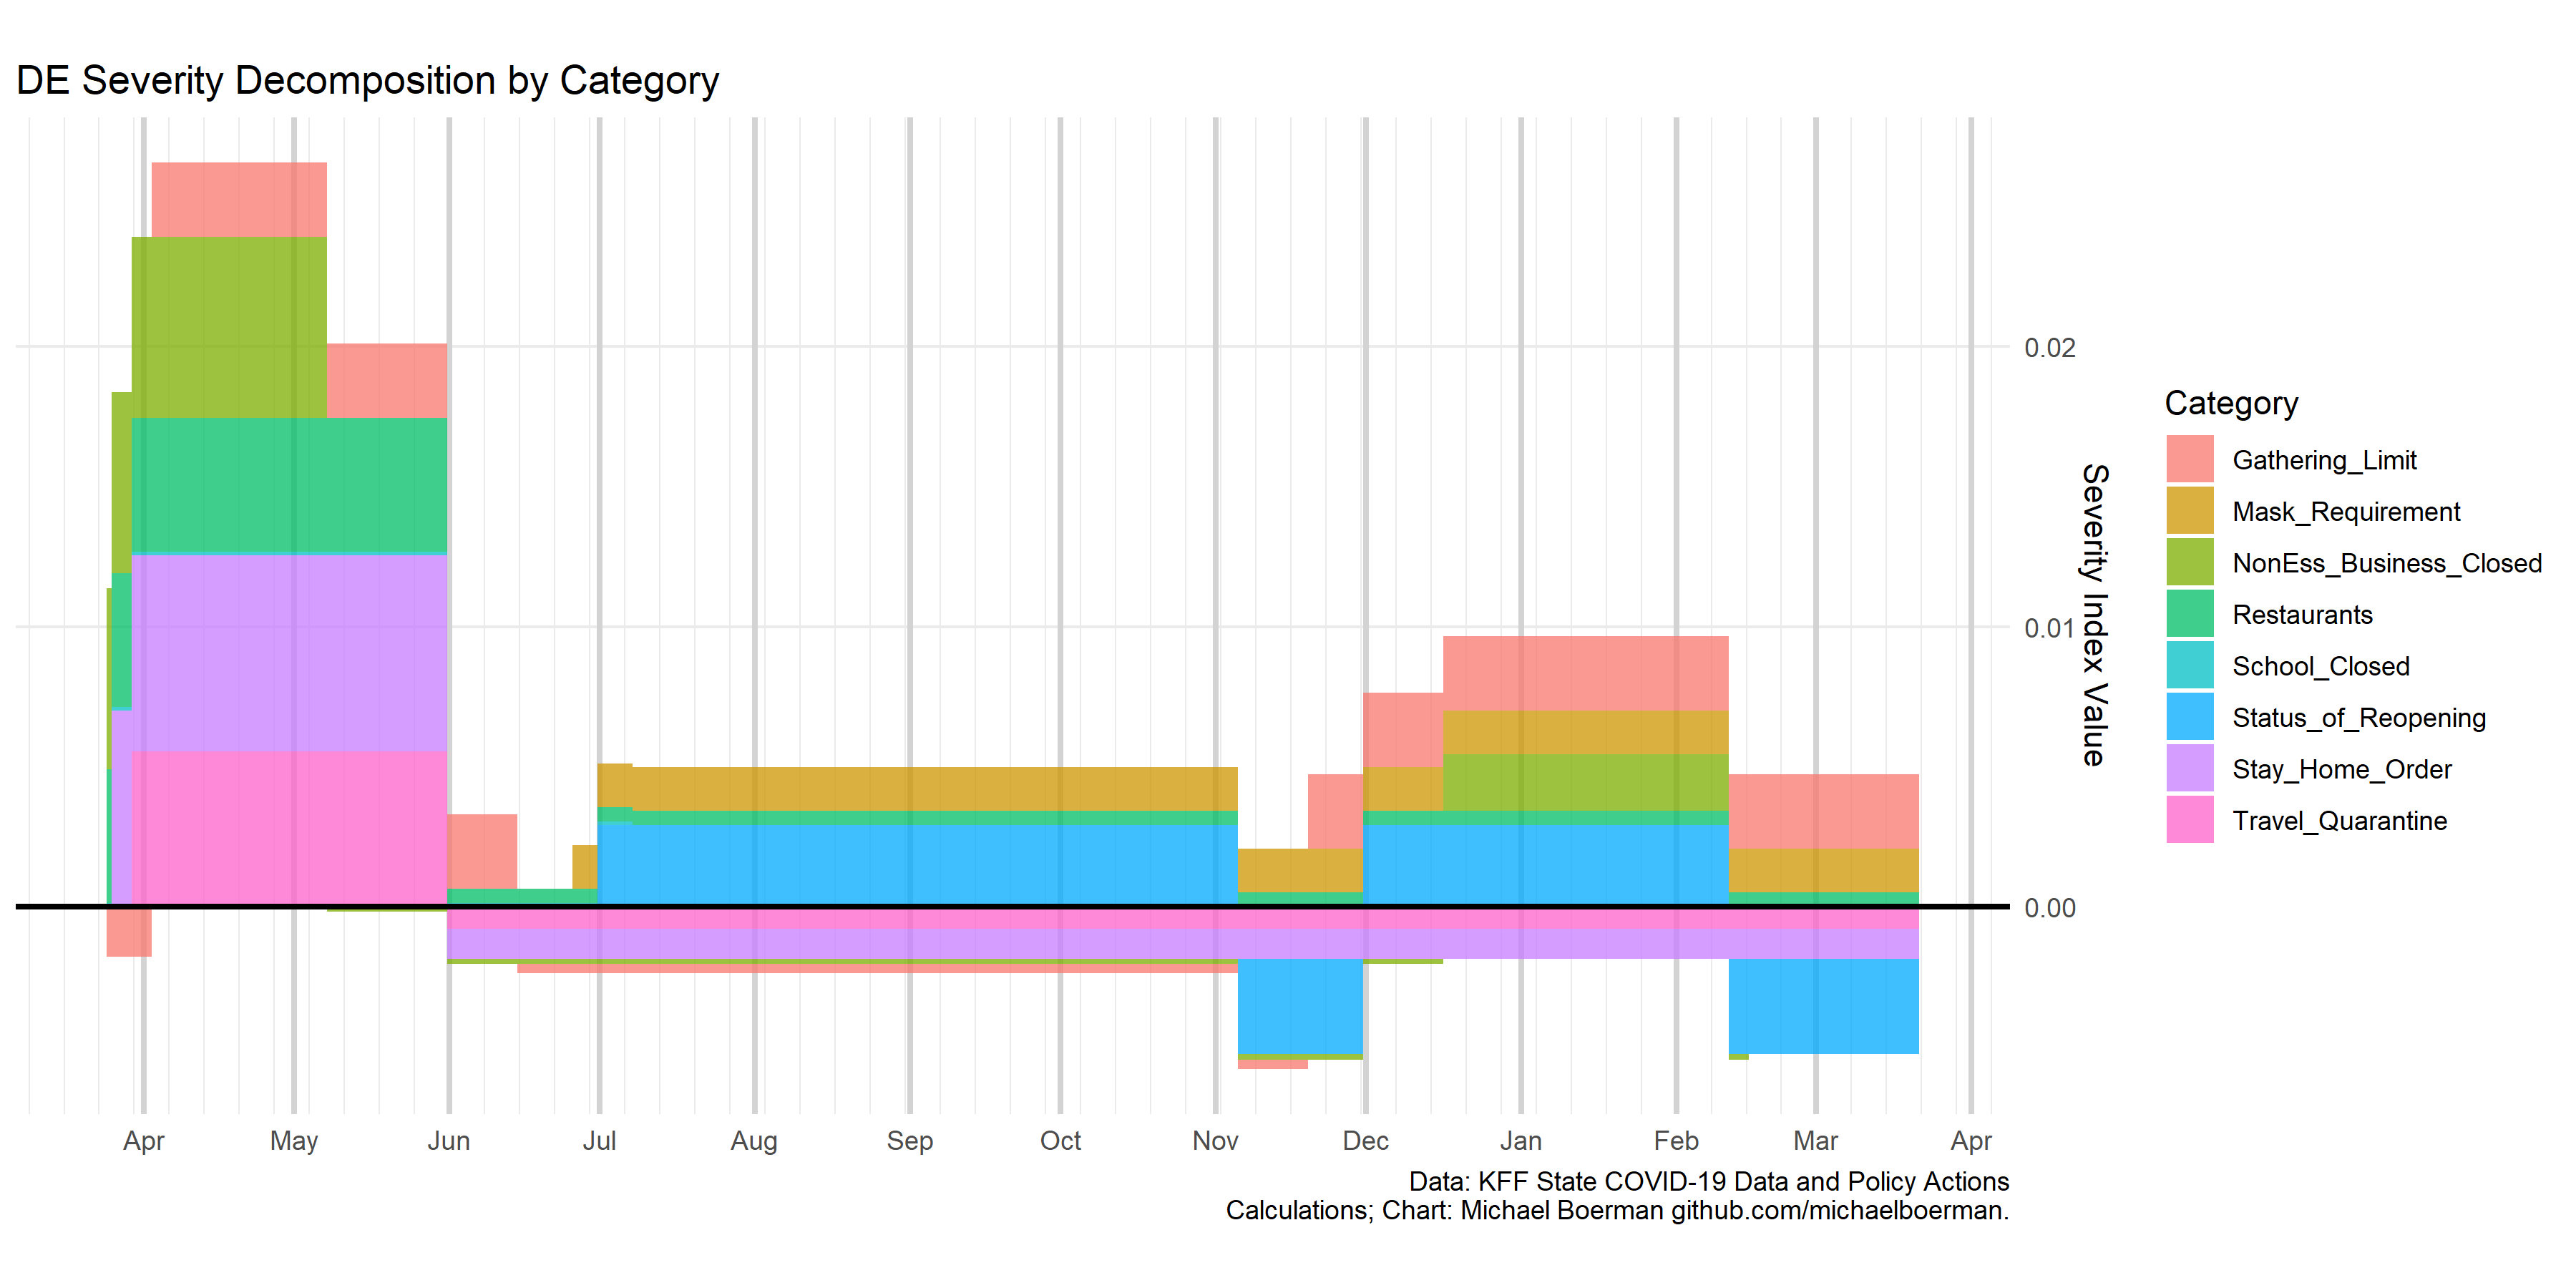 DE Severity Decomposition by Category
0.02
0.01
0.00
Severity Index Value
Category
Gathering_Limit
Mask_Requirement
NonEss_Business_Closed
Restaurants
School_Closed
Status_of_Reopening
Stay_Home_Order
Travel_Quarantine
Apr May Jun Jul Aug Sep Oct Nov Dec Jan Feb Mar Apr
Data: KFF State COVID-19 Data and Policy Actions
Calculations; Chart: Michael Boerman github.com/michaelboerman.